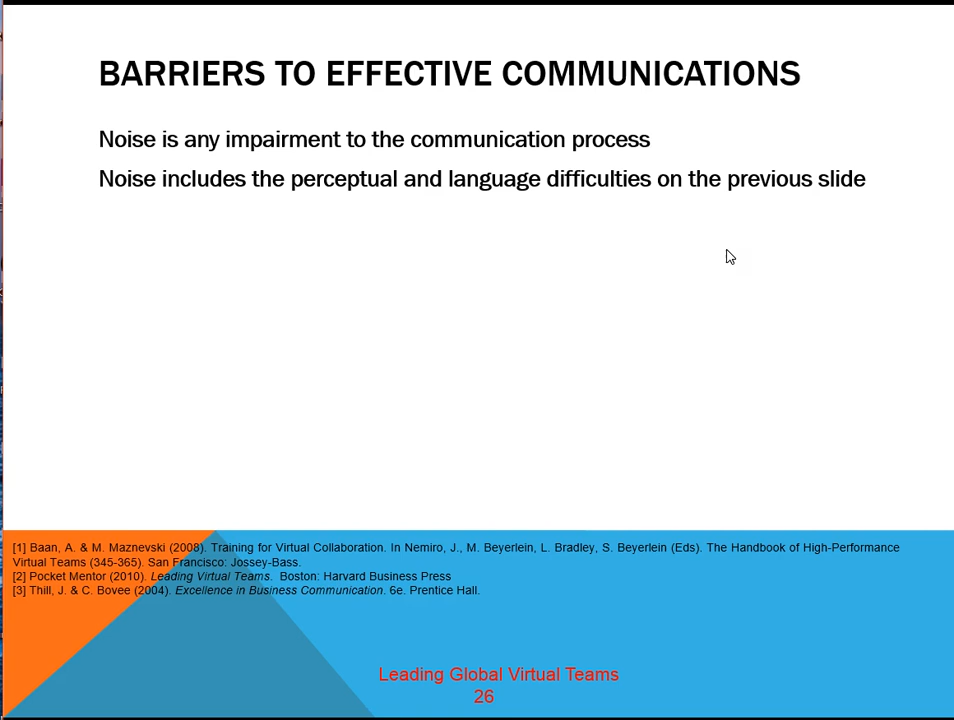 BARRIERS TO EFFECTIVE COMMUNICATIONS
Noise is any impairment to the communication process
Noise includes the perceptual and language difficulties on the previous slide
[1] Baan, A. & M. Maznevski (2008). Training for Virtual Collaboration. In Nemiro, J., M. Beyerlein, L. Bradley, S. Beyerlein (Eds). The Handbook of High-Performance
Virtual Teams (345-365). San Francisco: Jossey-Bass.
[2] Pocket Mentor (2010). Leading Virtual Teams. Boston: Harvard Business Press
[3] Thill, J. & C. Bovee (2004). Excellence in Business Communication. 6e. Prentice Hall.
Leading Global Virtual Teams
26